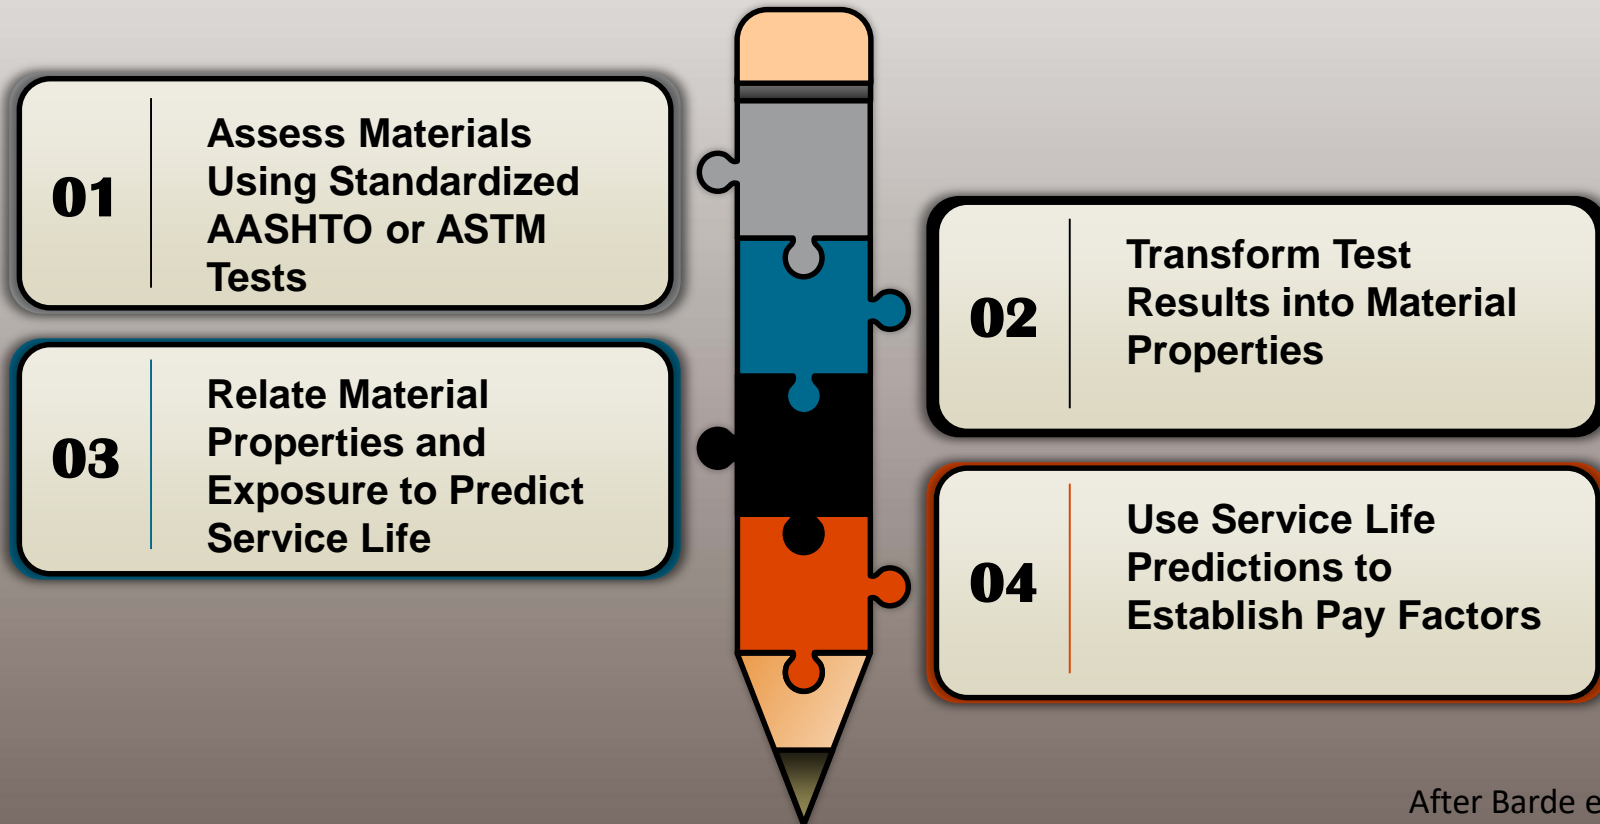 01
Assess Materials
Using Standardized
AASHTO or ASTM
Tests
02
Transform Test
Results into Material
Properties
03
Relate Material
Properties and
Exposure to Predict
Service Life
04
Use Service Life
Predictions to
Establish Pay Factors
After Barde e